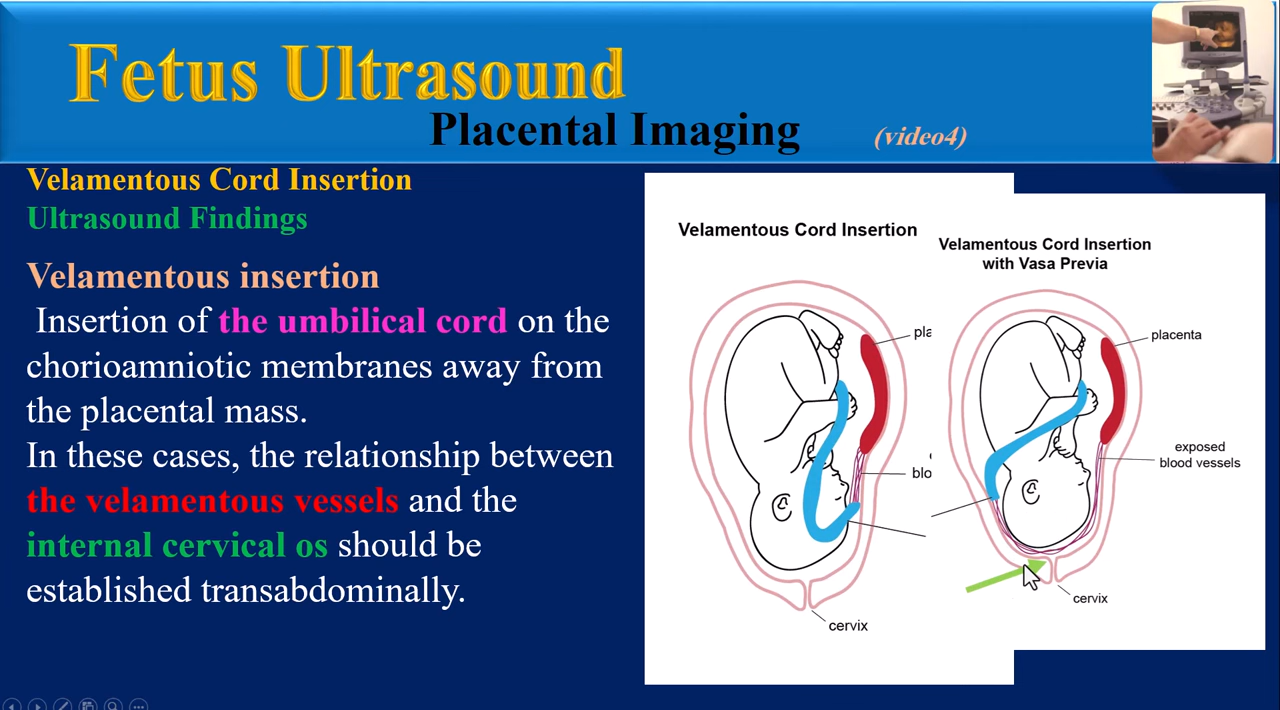 Fetus Ultrasound
Placental Imaging
(video4)
Velamentous Cord Insertion
Ultrasound Findings
Velamentous insertion
Insertion of the umbilical cord on the
chorioamniotic membranes away from
the placental mass.
In these cases, the relationship between
the velamentous vessels and the
internal cervical os should be
established transabdominally.
Velamentous Cord Insertion
pla
blo
cervix
Velamentous Cord Insertion
with Vasa Previa
placenta
exposed
blood vessels
cervix